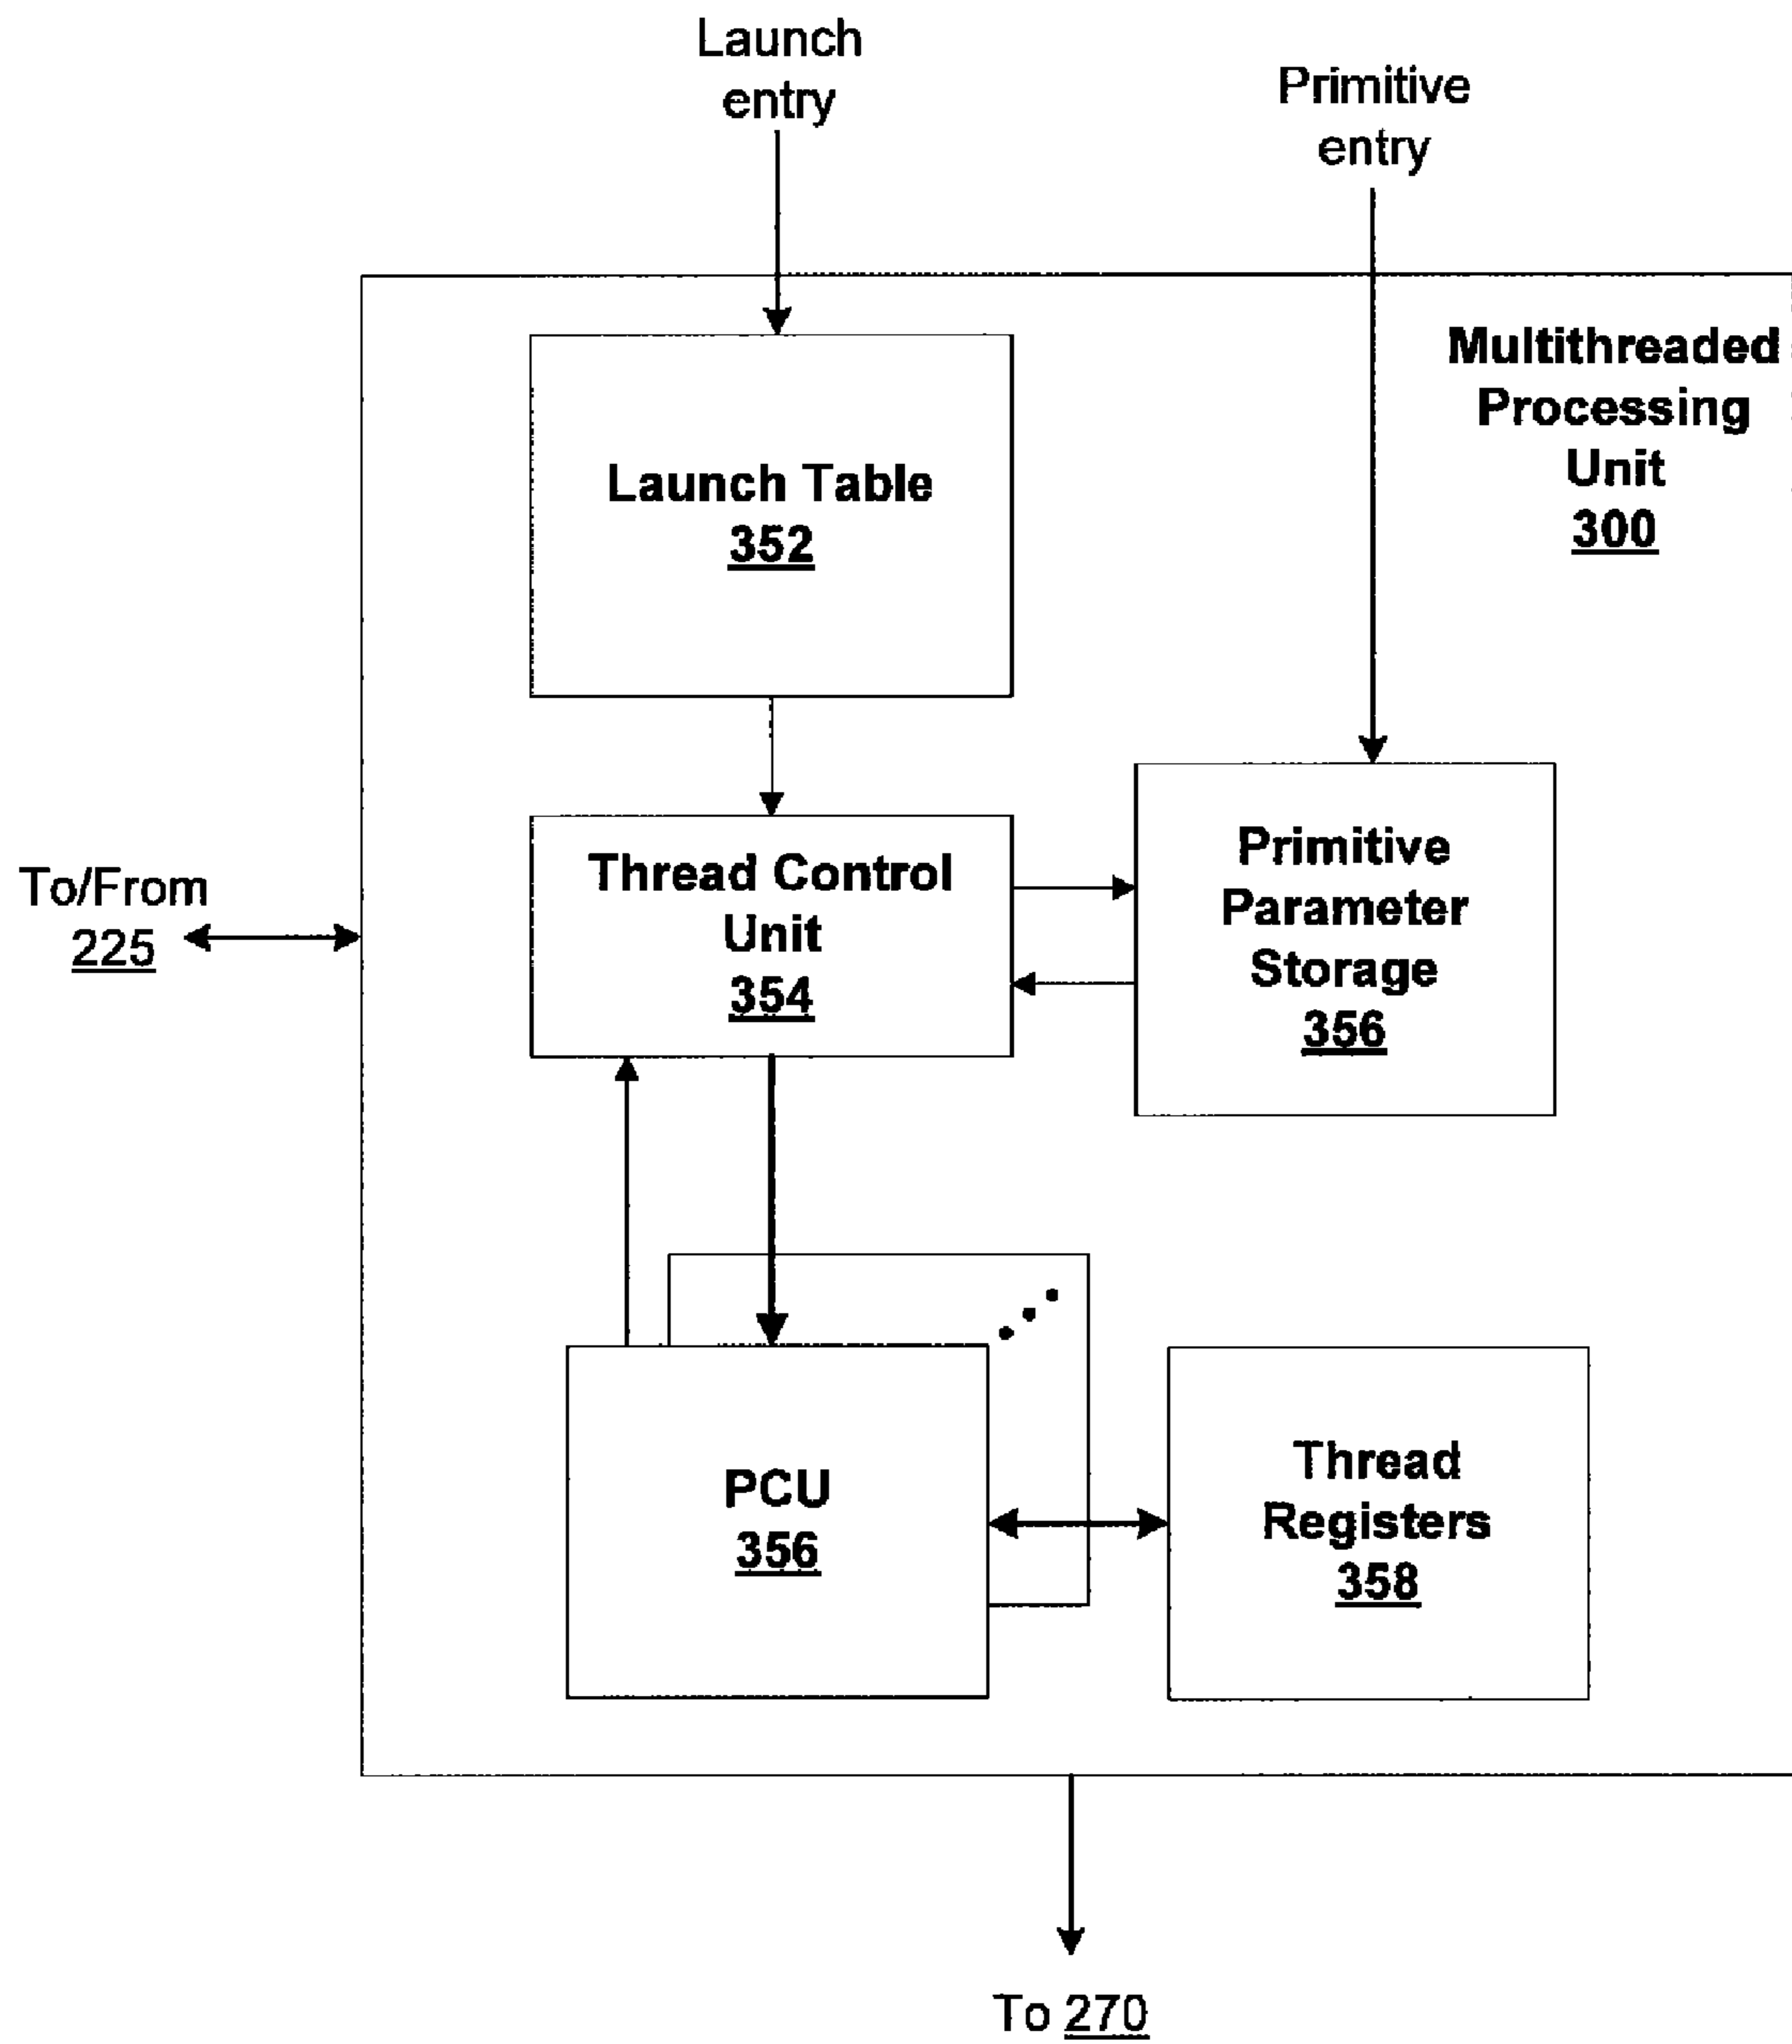 Launch
entry
Primitive
entry
Multithreaded
Processing
Unit
300
Launch Table
352
Thread Control
Unit
354
Primitive
Parameter
Storage
356
To/From
225
PCU
356
Thread
Registers
358
To 270